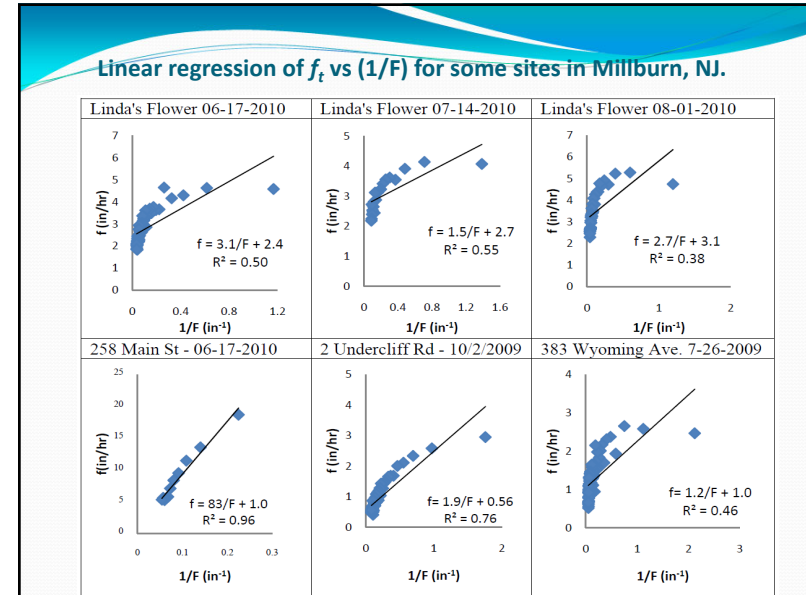 Linear regression of ft vs (1/F) for some sites in Millburn, NJ.
Linda's Flower 06-17-2010
7
6
5
4
3
2
1
0
f (in/hr)
f = 3.1/F + 2.4
R² = 0.50
0 0.4 0.8 1.2
1/F (in-1)
Linda's Flower 07-14-2010
5
4
3
2
1
0
f (in/hr)
f = 1.5/F + 2.7
R² = 0.55
0 0.4 0.8 1.2 1.6
1/F (in-1)
Linda's Flower 08-01-2010
7
6
5
4
3
2
1
0
f (in/hr)
f = 2.7/F + 3.1
R² = 0.38
0 1 2
1/F (in-1)
258 Main St - 06-17-2010
25
20
15
10
5
0
f(in/hr)
f = 83/F + 1.0
R² = 0.96
0 0.1 0.2 0.3
1/F (in-1)
2 Undercliff Rd - 10/2/2009
5
4
3
2
1
0
f (in/hr)
f= 1.9/F + 0.56
R² = 0.76
0 1 2
1/F (in-1)
383 Wyoming Ave. 7-26-2009
4
3
2
1
0
f (in/hr)
f= 1.2/F + 1.0
R² = 0.46
0 1 2 3
1/F (in-1)